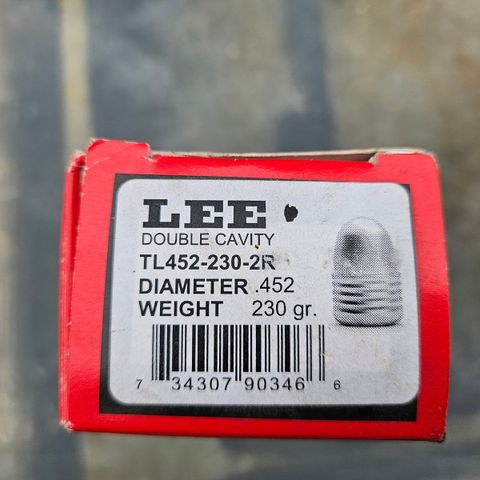 LEE
DOUBLE CAVITY
TL452-230-2R
DIAMETER .452
WEIGHT 230 gr.
7 34307 90346 6